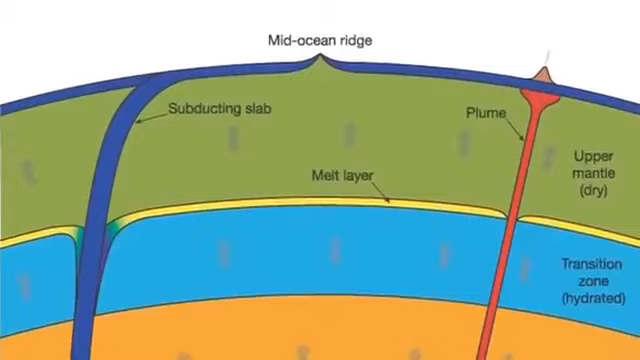 Mid-ocean ridge
Subducting slab
Plume
Upper
mantle
(dry)
Melt layer
Transition
zone
(hydrated)